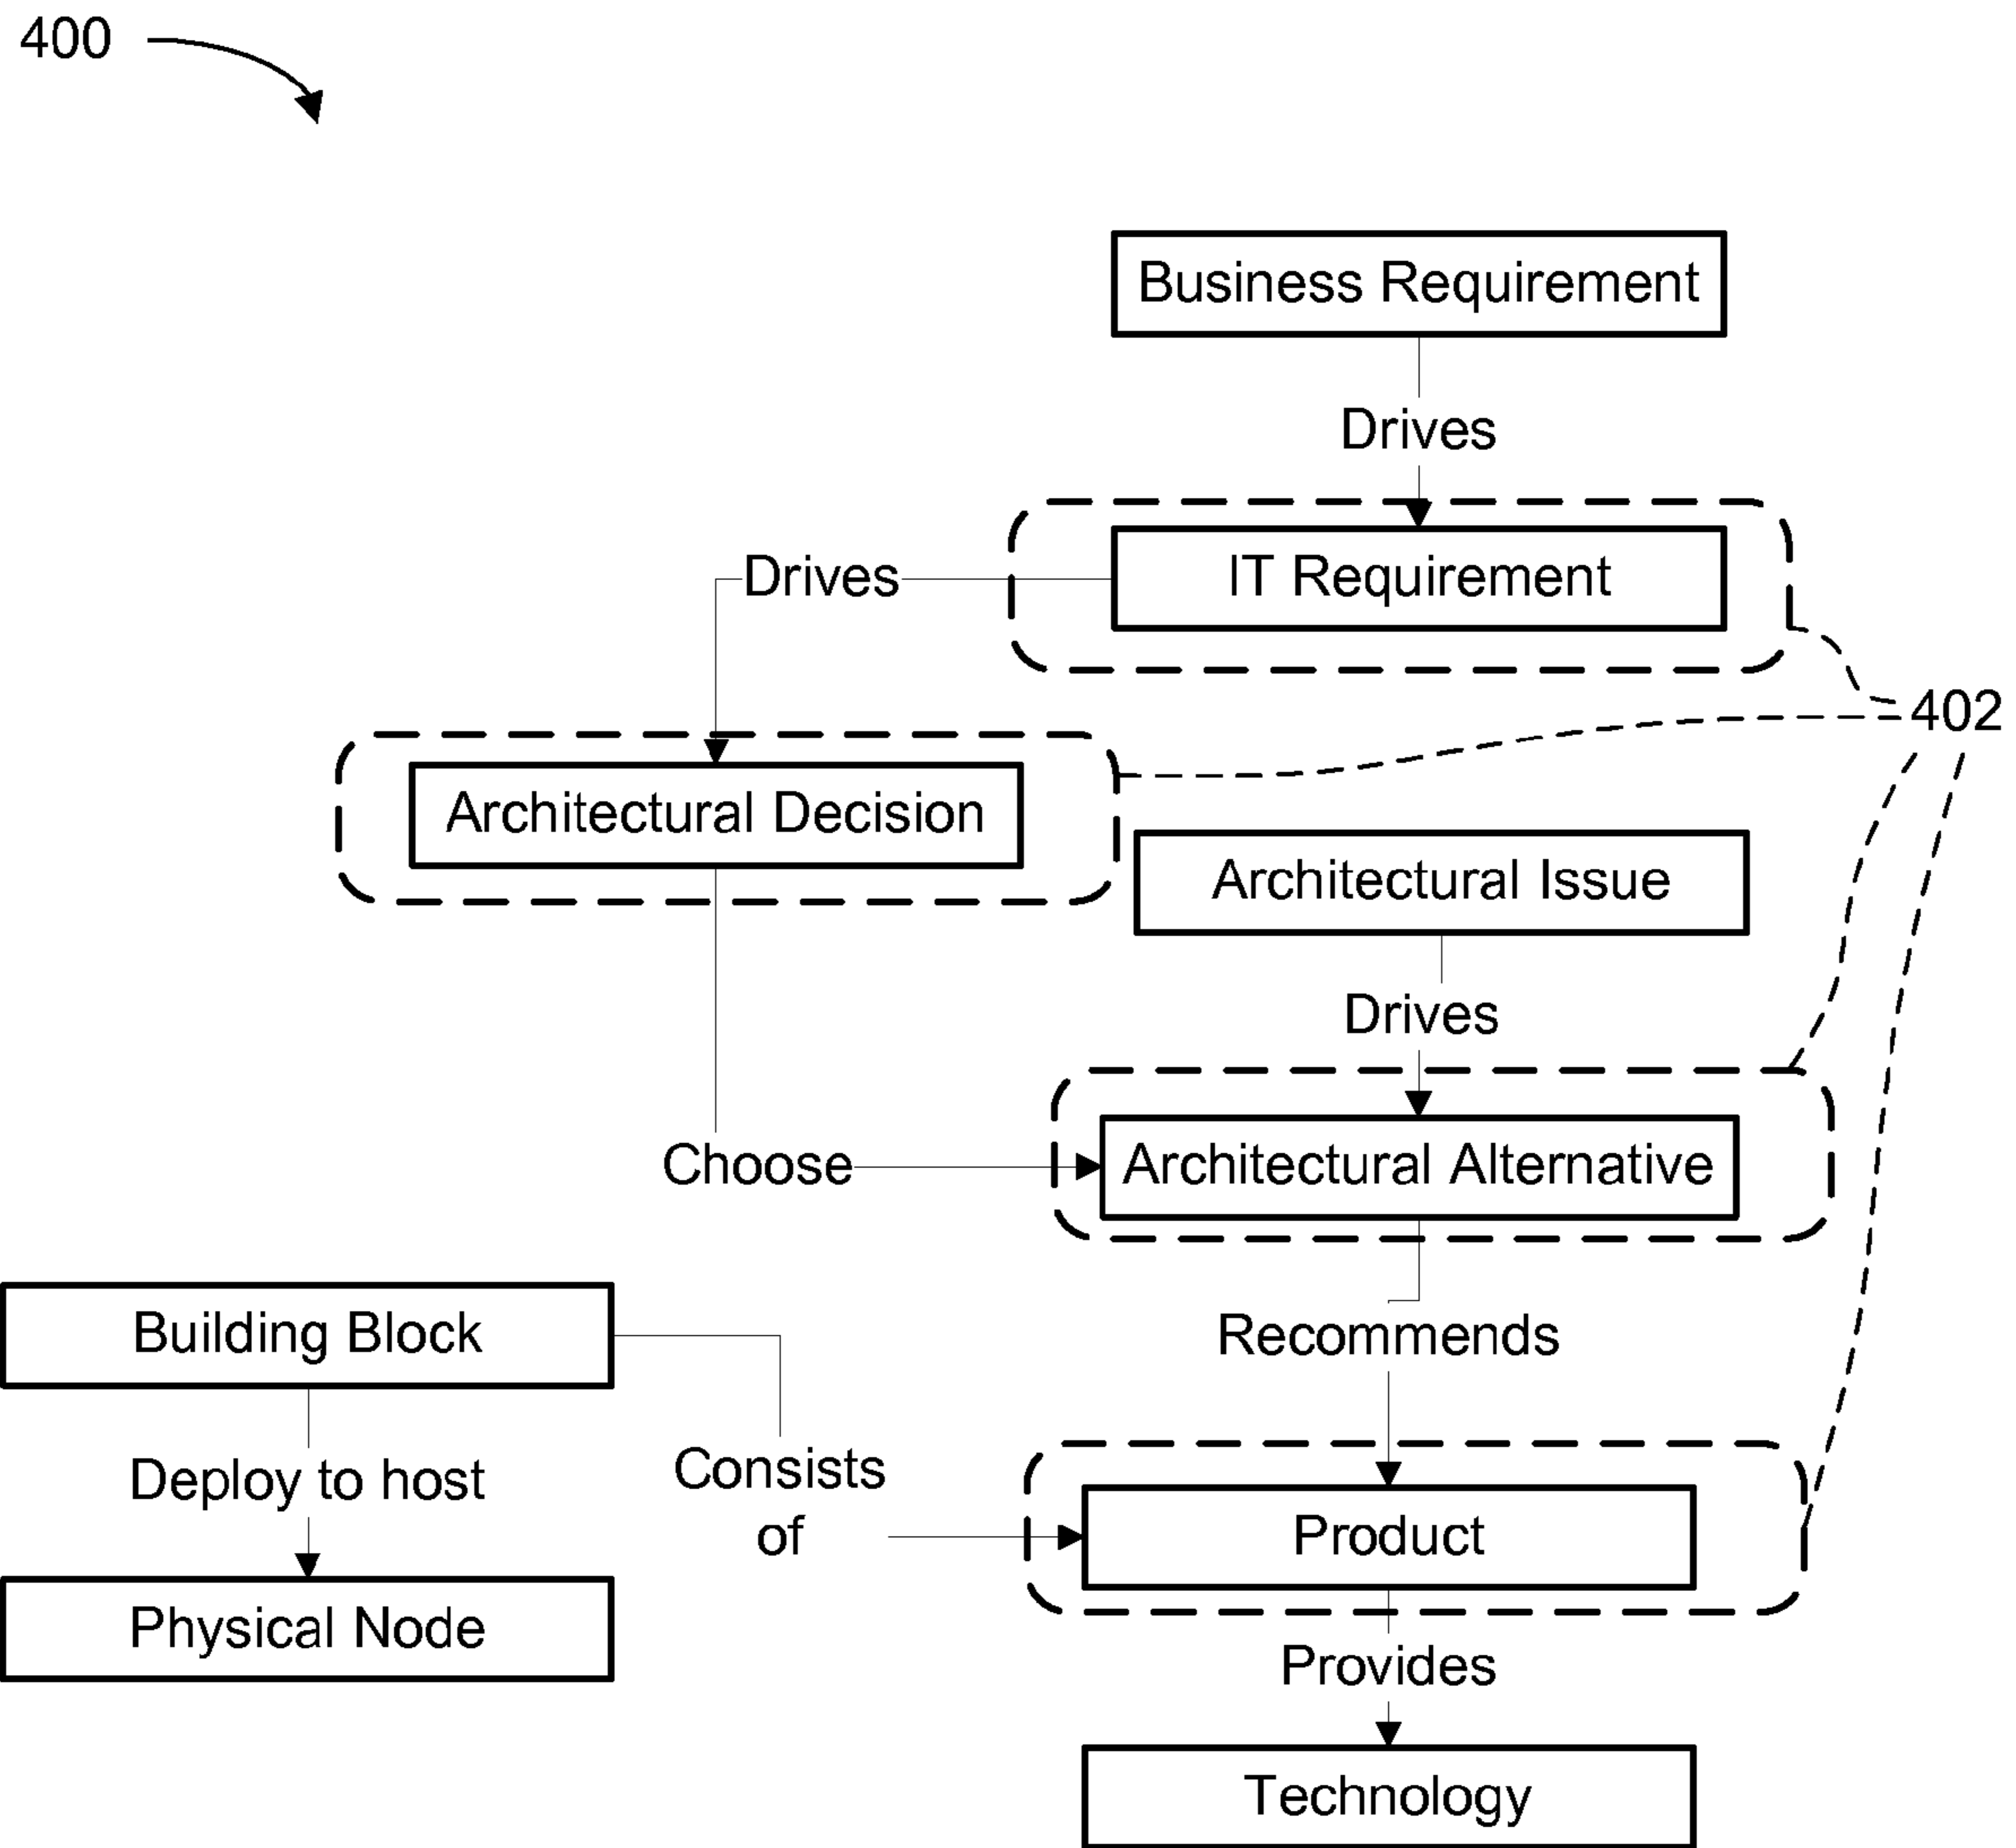 400
Business Requirement
Drives
IT Requirement
Drives
402
Architectural Decision
Architectural Issue
Drives
Choose
Architectural Alternative
Building Block
Recommends
Deploy to host
Consists
of
Product
Physical Node
Provides
Technology